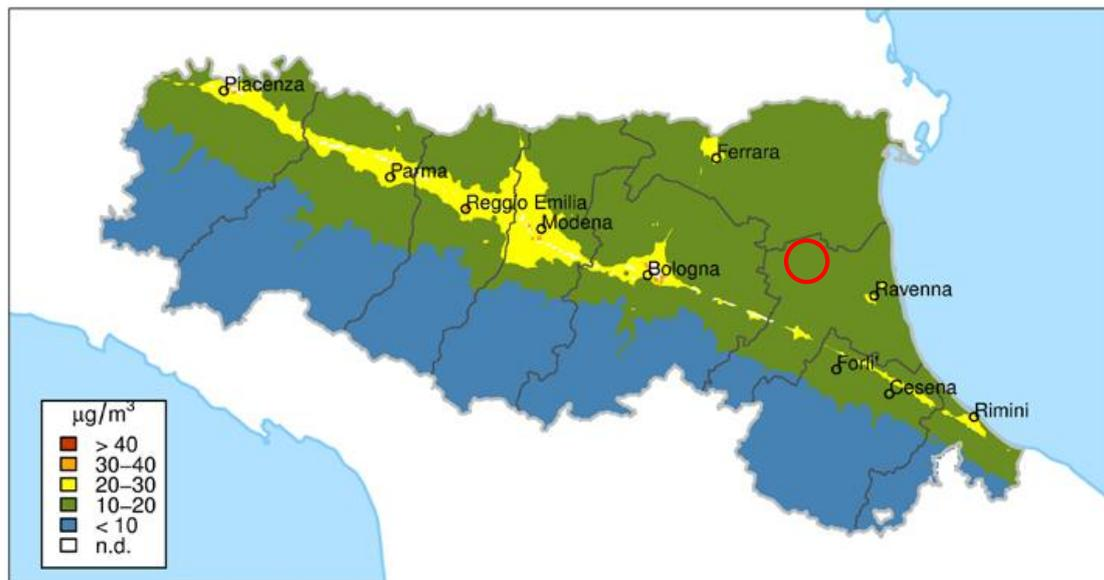 Piacenza
Ferrara
Parma
Reggio Emilia
Modena
Bologna
Ravenna
Forli'
Cesena
Rimini
μg/m³
> 40
30–40
20–30
10–20
< 10
n.d.